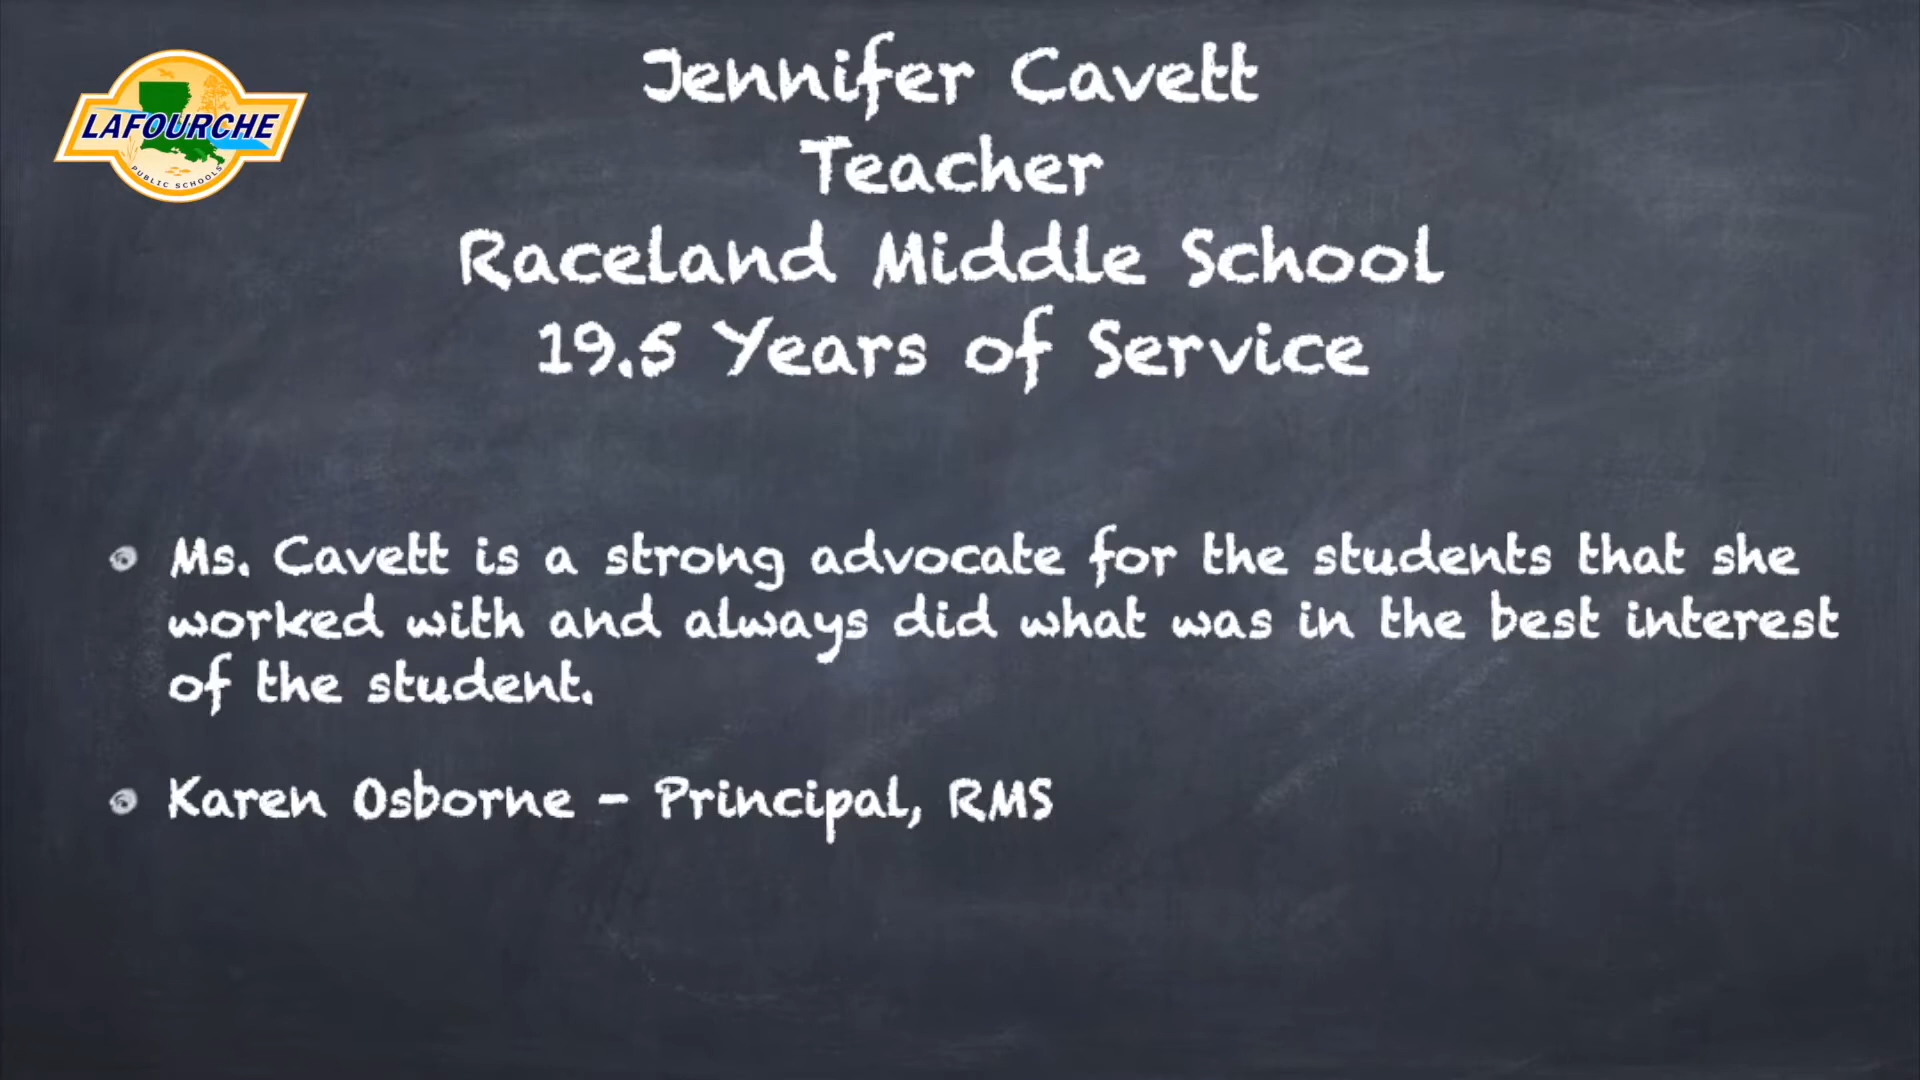 LAFOURCHE
PUBLIC SCHOOLS
Jennifer Cavett
Teacher
Raceland Middle School
19.5 Years of Service
Ms. Cavett is a strong advocate for the students that she
worked with and always did what was in the best interest
of the student.
Karen Osborne - Principal, RMS